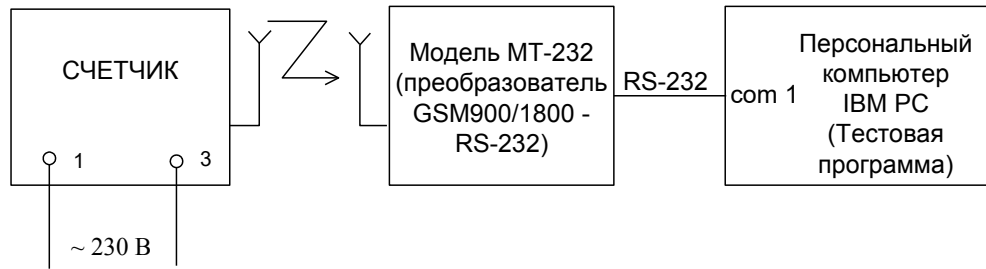 СЧЕТЧИК
1
3
~ 230 В
Модель МТ-232
(преобразователь
GSM900/1800 -
RS-232)
RS-232
com 1
Персональный
компьютер
IBM PC
(Тестовая
программа)